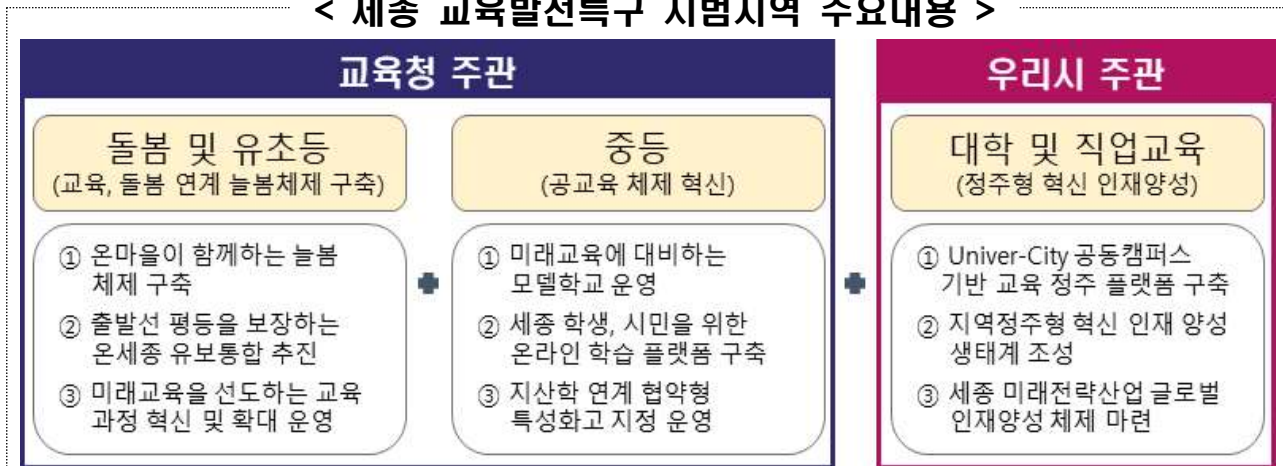 < 세종 교육발전특구 시범지역 주요내용 >
교육청 주관
돌봄 및 유초등
(교육, 돌봄 연계 늘봄체제 구축)
① 온마을이 함께하는 늘봄
체제 구축
② 출발선 평등을 보장하는
온세종 유보통합 추진
③ 미래교육을 선도하는 교육
과정 혁신 및 확대 운영
중등
(공교육 체제 혁신)
① 미래교육에 대비하는
모델학교 운영
② 세종 학생, 시민을 위한
온라인 학습 플랫폼 구축
③ 지산학 연계 협약형
특성화고 지정 운영
우리시 주관
대학 및 직업교육
(정주형 혁신 인재양성)
① Univer-City 공동캠퍼스
기반 교육 정주 플랫폼 구축
② 지역정주형 혁신 인재 양성
생태계 조성
③ 세종 미래전략산업 글로벌
인재양성 체제 마련